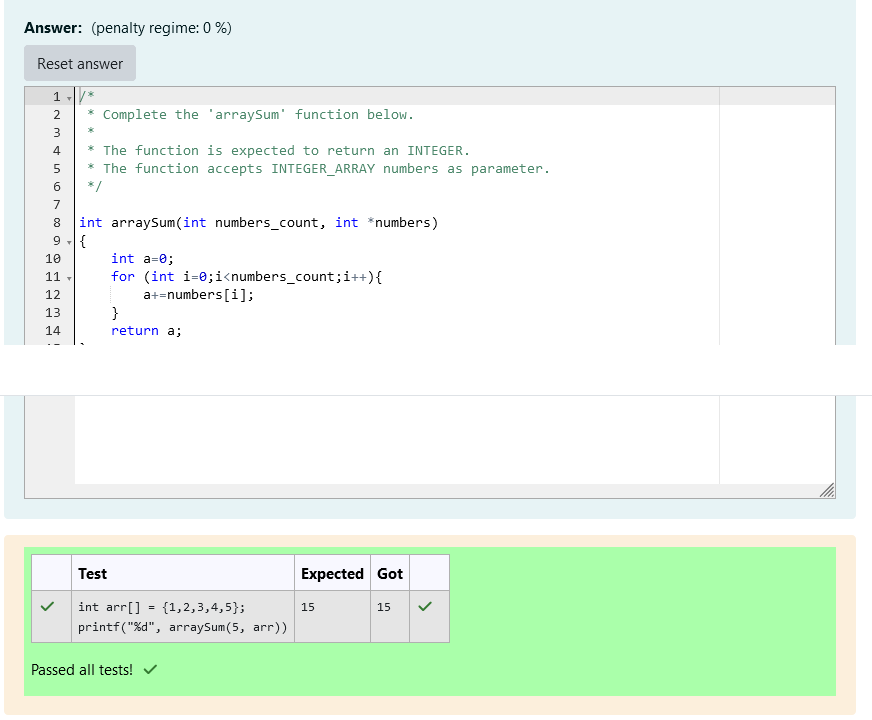 Answer: (penalty regime: 0 %)
Reset answer
1 /*
2 * Complete the 'arraySum' function below.
3 *
4 * The function is expected to return an INTEGER.
5 * The function accepts INTEGER_ARRAY numbers as parameter.
6 */
7
8 int arraySum(int numbers_count, int *numbers)
9 {
10 int a=0;
11 for (int i=0;i<numbers_count;i++){
12 a+=numbers[i];
13 }
14 return a;
Test Expected Got
int arr[] = {1,2,3,4,5}; 15 15
printf("%d", arraySum(5, arr))
Passed all tests!